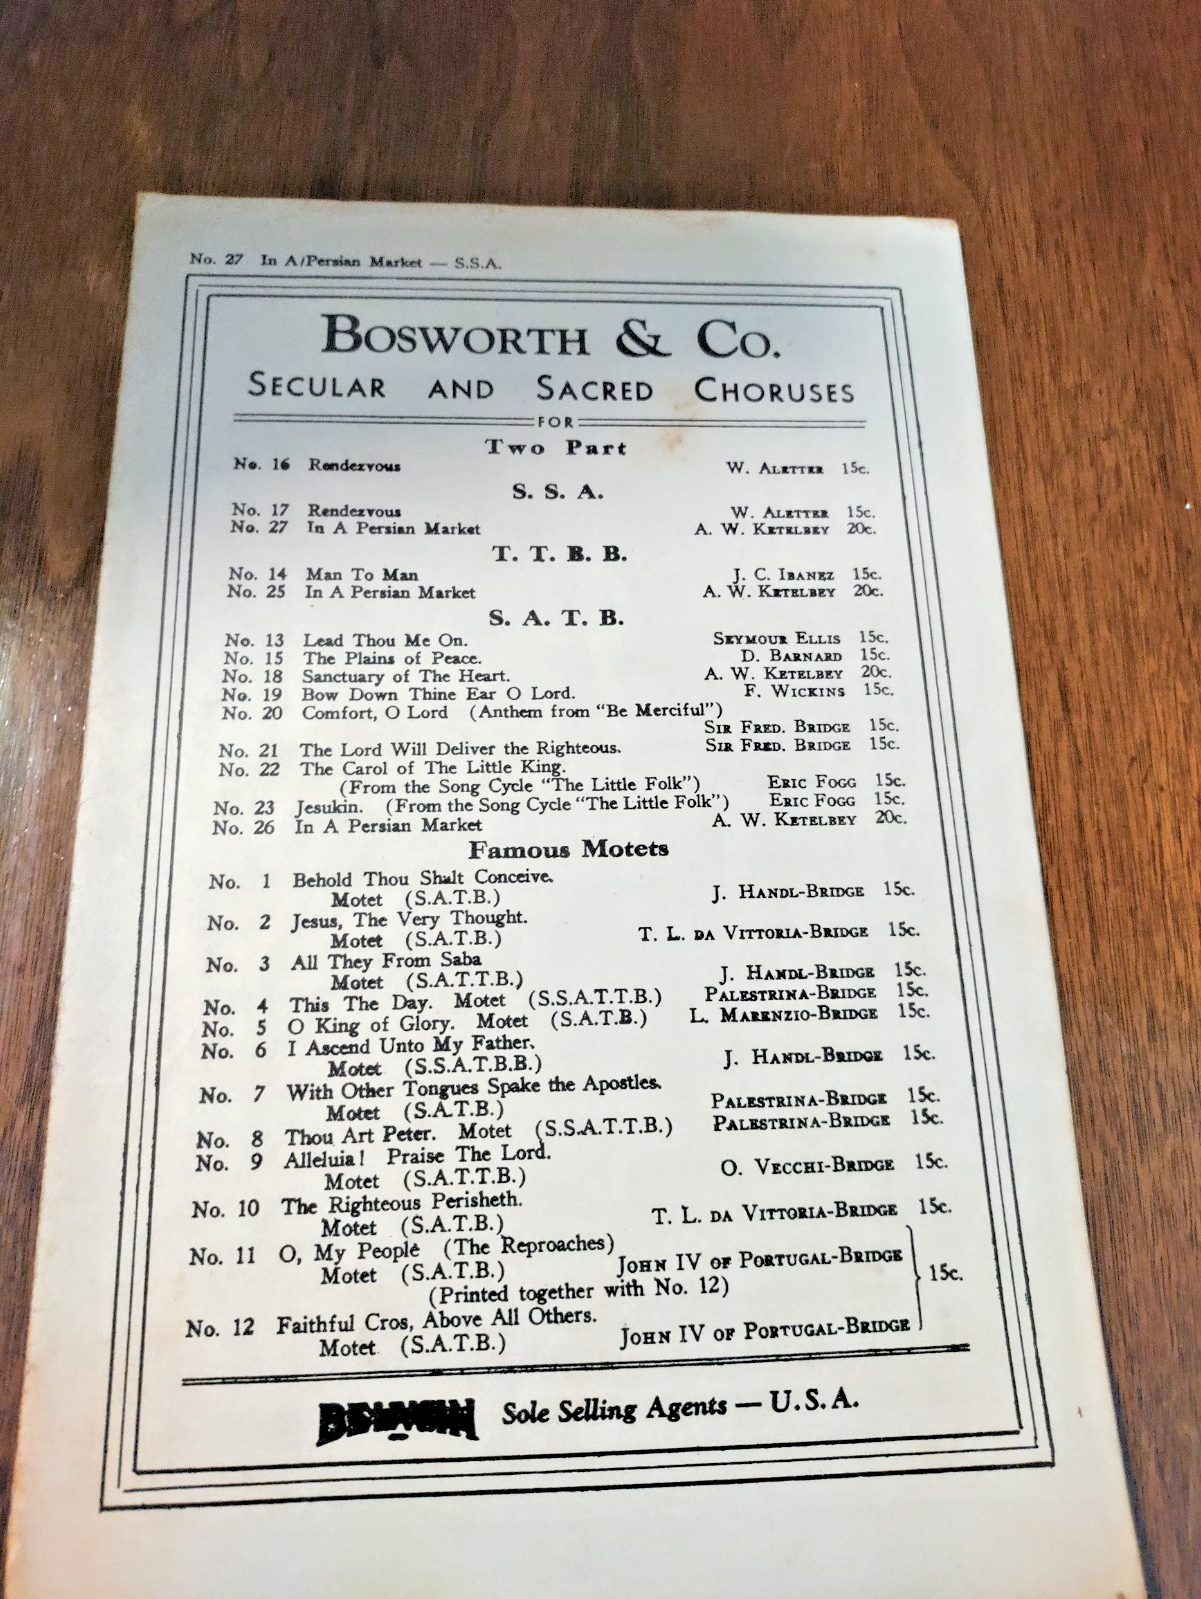 No. 27 In A/Persian Market — S.S.A.
BOSWORTH & CO.
SECULAR AND SACRED CHORUSES
FOR
Two Part
No. 16 Rendezvous W. ALETTER 15c.
S. S. A.
No. 17 Rendezvous W. ALETTER 15c.
No. 27 In A Persian Market A. W. KETELBEY 20c.
T. T. B. B.
No. 14 Man To Man J. C. IBANEZ 15c.
No. 25 In A Persian Market A. W. KETELBEY 20c.
S. A. T. B.
No. 13 Lead Thou Me On. SEYMOUR ELLIS 15c.
No. 15 The Plains of Peace. D. BARNARD 15c.
No. 18 Sanctuary of The Heart. A. W. KETELBEY 20c.
No. 19 Bow Down Thine Ear O Lord. F. WICKINS 15c.
No. 20 Comfort, O Lord (Anthem from "Be Merciful")
SIR FRED. BRIDGE 15c.
No. 21 The Lord Will Deliver the Righteous. SIR FRED. BRIDGE 15c.
No. 22 The Carol of The Little King.
(From the Song Cycle "The Little Folk") ERIC FOGG 15c.
No. 23 Jesukin. (From the Song Cycle "The Little Folk") ERIC FOGG 15c.
No. 26 In A Persian Market A. W. KETELBEY 20c.
Famous Motets
No. 1 Behold Thou Shalt Conceive.
Motet (S.A.T.B.) J. HANDL-BRIDGE 15c.
No. 2 Jesus, The Very Thought.
Motet (S.A.T.B.) T. L. DA VITTORIA-BRIDGE 15c.
No. 3 All They From Saba
Motet (S.A.T.T.B.) J. HANDL-BRIDGE 15c.
No. 4 This The Day. Motet (S.S.A.T.T.B.) PALESTRINA-BRIDGE 15c.
No. 5 O King of Glory. Motet (S.A.T.B.) L. MARENZIO-BRIDGE 15c.
No. 6 I Ascend Unto My Father.
Motet (S.S.A.T.B.B.) J. HANDL-BRIDGE 15c.
No. 7 With Other Tongues Spake the Apostles.
Motet (S.A.T.B.) PALESTRINA-BRIDGE 15c.
No. 8 Thou Art Peter. Motet (S.S.A.T.T.B.) PALESTRINA-BRIDGE 15c.
No. 9 Alleluia! Praise The Lord.
Motet (S.A.T.T.B.) O. VECCHI-BRIDGE 15c.
No. 10 The Righteous Perisheth.
Motet (S.A.T.B.) T. L. DA VITTORIA-BRIDGE 15c.
No. 11 O, My People (The Reproaches)
Motet (S.A.T.B.) JOHN IV OF PORTUGAL-BRIDGE
(Printed together with No. 12) 15c.
No. 12 Faithful Cros, Above All Others.
Motet (S.A.T.B.) JOHN IV OF PORTUGAL-BRIDGE
Sole Selling Agents — U.S.A.